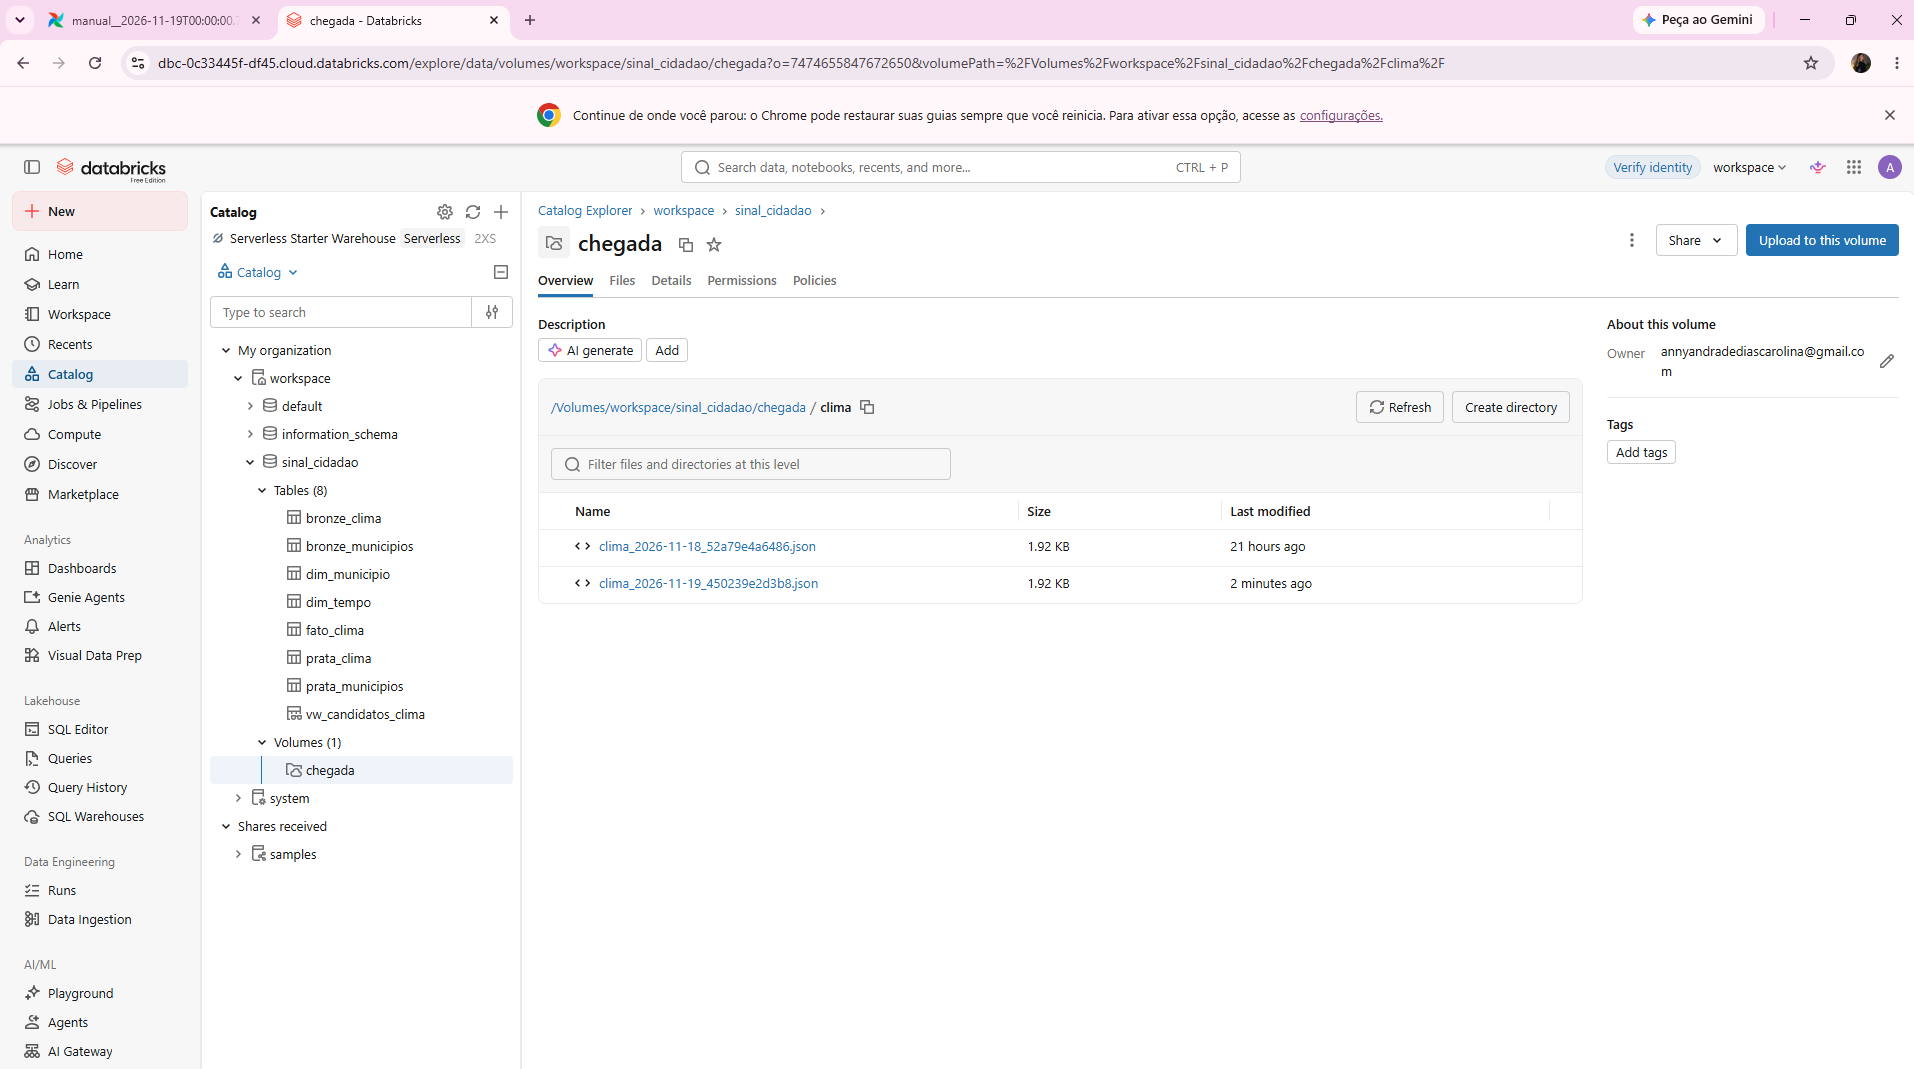 manual__2026-11-19T00:00:00.
chegada - Databricks
Peça ao Gemini
dbc-0c33445f-df45.cloud.databricks.com/explore/data/volumes/workspace/sinal_cidadao/chegada?o=7474655847672650&volumePath=%2FVolumes%2Fworkspace%2Fsinal_cidadao%2Fchegada%2Fclima%2F
Continue de onde você parou: o Chrome pode restaurar suas guias sempre que você reinicia. Para ativar essa opção, acesse as configurações.
databricks
Free Edition
Search data, notebooks, recents, and more...
CTRL + P
Verify identity
workspace
A
New
Home
Learn
Workspace
Recents
Catalog
Jobs & Pipelines
Compute
Discover
Marketplace
Analytics
Dashboards
Genie Agents
Alerts
Visual Data Prep
Lakehouse
SQL Editor
Queries
Query History
SQL Warehouses
Data Engineering
Runs
Data Ingestion
AI/ML
Playground
Agents
AI Gateway
Catalog
Serverless Starter Warehouse Serverless 2XS
Catalog
Type to search
My organization
workspace
default
information_schema
sinal_cidadao
Tables (8)
bronze_clima
bronze_municipios
dim_municipio
dim_tempo
fato_clima
prata_clima
prata_municipios
vw_candidatos_clima
Volumes (1)
chegada
system
Shares received
samples
Catalog Explorer > workspace > sinal_cidadao >
chegada
Share
Upload to this volume
Overview Files Details Permissions Policies
Description
AI generate
Add
/Volumes/workspace/sinal_cidadao/chegada / clima
Refresh
Create directory
Filter files and directories at this level
Name Size Last modified
clima_2026-11-18_52a79e4a6486.json 1.92 KB 21 hours ago
clima_2026-11-19_450239e2d3b8.json 1.92 KB 2 minutes ago
About this volume
Owner annyandradediascarolina@gmail.co
m
Tags
Add tags